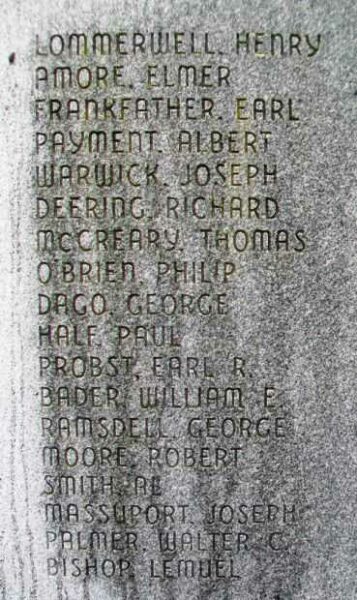 LOMMERWELL, HENRY
AMORE, ELMER
FRANKFATHER, EARL
PAYMENT, ALBERT
WARWICK, JOSEPH
DEERING, RICHARD
MCCREARY, THOMAS
O'BRIEN, PHILIP
DAGO, GEORGE
HALF, PAUL
PROBST, EARL R.
BADER, WILLIAM E.
RAMSDELL, GEORGE
MOORE, ROBERT
SMITH, AL
MASSUPORT, JOSEPH
PALMER, WALTER C.
BISHOP, LEMUEL